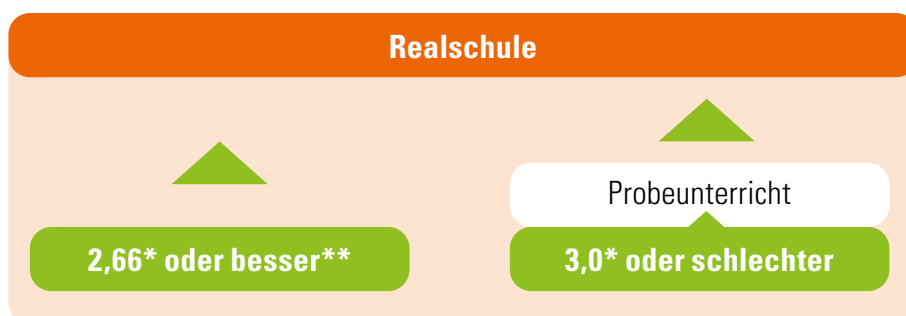 Realschule
Probeunterricht
2,66* oder besser**
3,0* oder schlechter